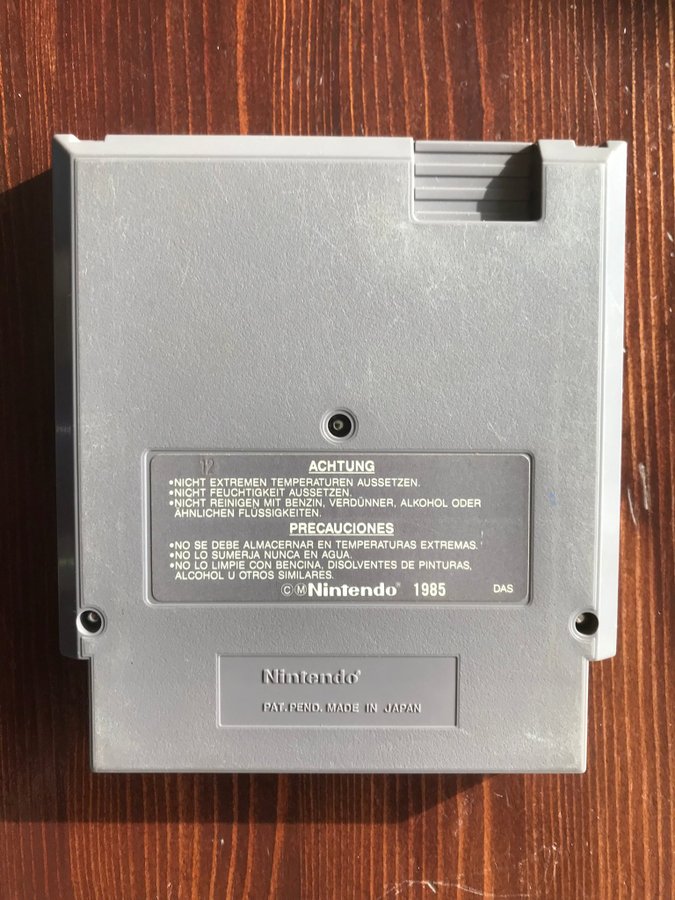 12
ACHTUNG
•NICHT EXTREMEN TEMPERATUREN AUSSETZEN.
•NICHT FEUCHTIGKEIT AUSSETZEN.
•NICHT REINIGEN MIT BENZIN, VERDÜNNER, ALKOHOL ODER
ÄHNLICHEN FLÜSSIGKEITEN.
PRECAUCIONES
•NO SE DEBE ALMACERNAR EN TEMPERATURAS EXTREMAS.
•NO LO SUMERJA NUNCA EN AGUA.
•NO LO LIMPIE CON BENCINA, DISOLVENTES DE PINTURAS,
ALCOHOL U OTROS SIMILARES.
ⒸⓂNintendo® 1985 DAS
Nintendo®
PAT. PEND. MADE IN JAPAN